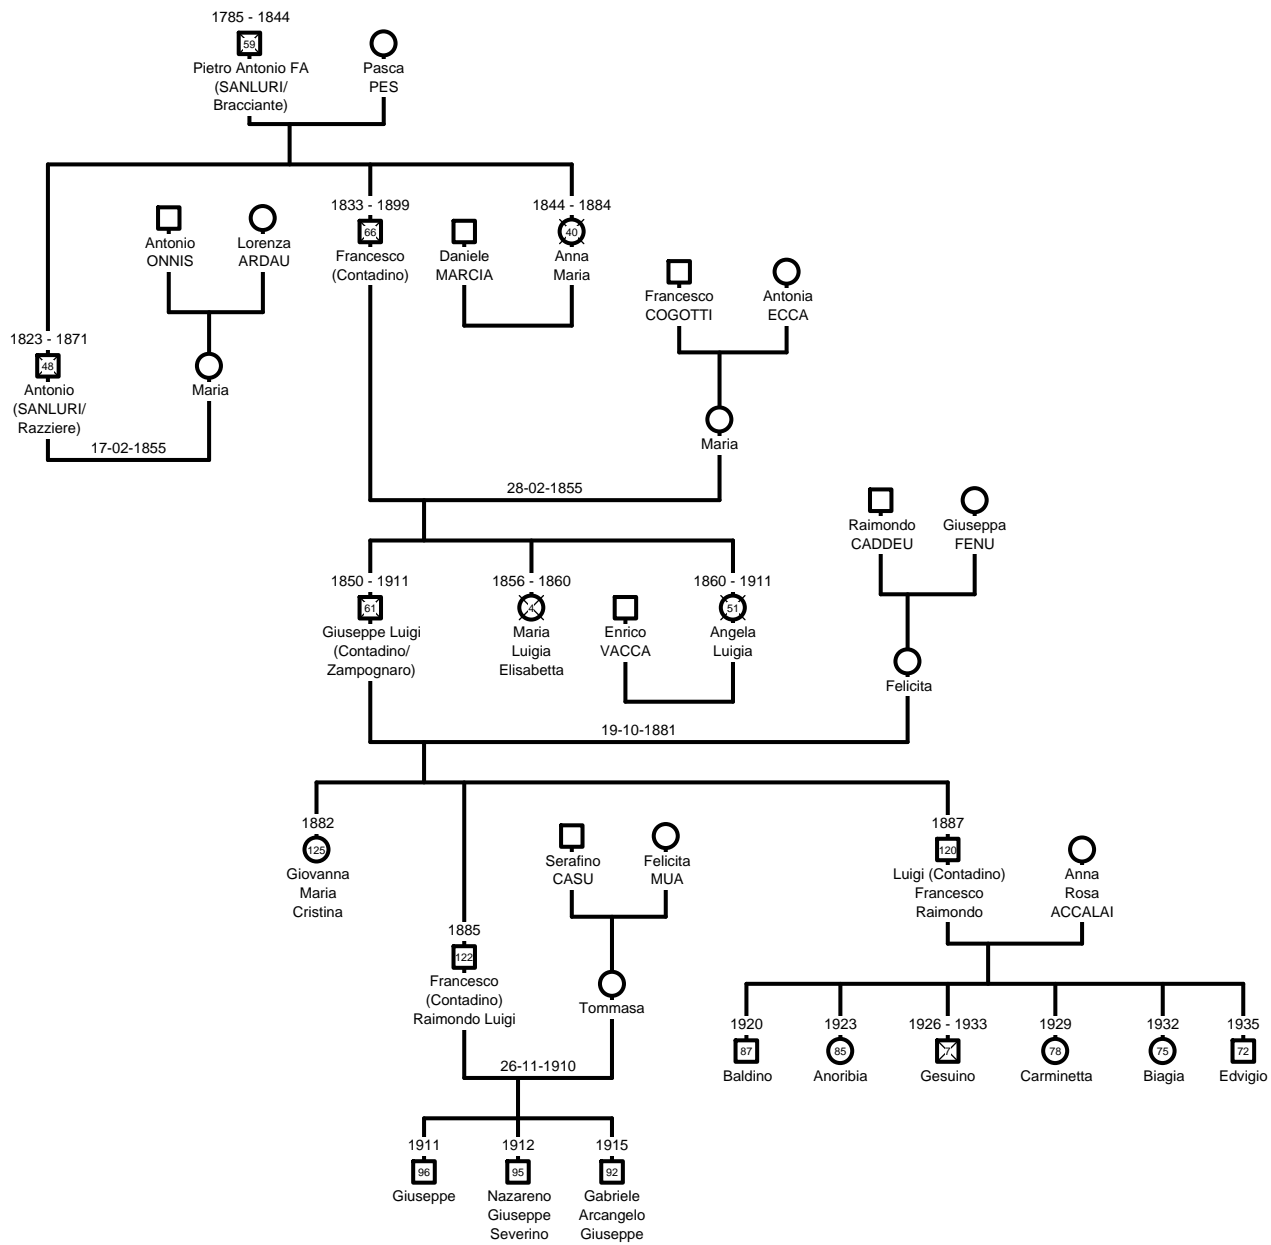 1785 - 1844
59
Pietro Antonio FA
(SANLURI/
Bracciante)
Pasca
PES
1823 - 1871
48
Antonio
(SANLURI/
Razziere)
Antonio
ONNIS
Lorenza
ARDAU
Maria
17-02-1855
1833 - 1899
66
Francesco
(Contadino)
Daniele
MARCIA
1844 - 1884
40
Anna
Maria
Francesco
COGOTTI
Antonia
ECCA
Maria
28-02-1855
1850 - 1911
61
Giuseppe Luigi
(Contadino/
Zampognaro)
1856 - 1860
4
Maria
Luigia
Elisabetta
Enrico
VACCA
1860 - 1911
51
Angela
Luigia
Raimondo
CADDEU
Giuseppa
FENU
Felicita
19-10-1881
1882
125
Giovanna
Maria
Cristina
1885
122
Francesco
(Contadino)
Raimondo Luigi
Serafino
CASU
Felicita
MUA
Tommasa
26-11-1910
1887
120
Luigi (Contadino)
Francesco
Raimondo
Anna
Rosa
ACCALAI
1920
87
Baldino
1923
85
Anoribia
1926 - 1933
7
Gesuino
1929
78
Carminetta
1932
75
Biagia
1935
72
Edvigio
1911
96
Giuseppe
1912
95
Nazareno
Giuseppe
Severino
1915
92
Gabriele
Arcangelo
Giuseppe